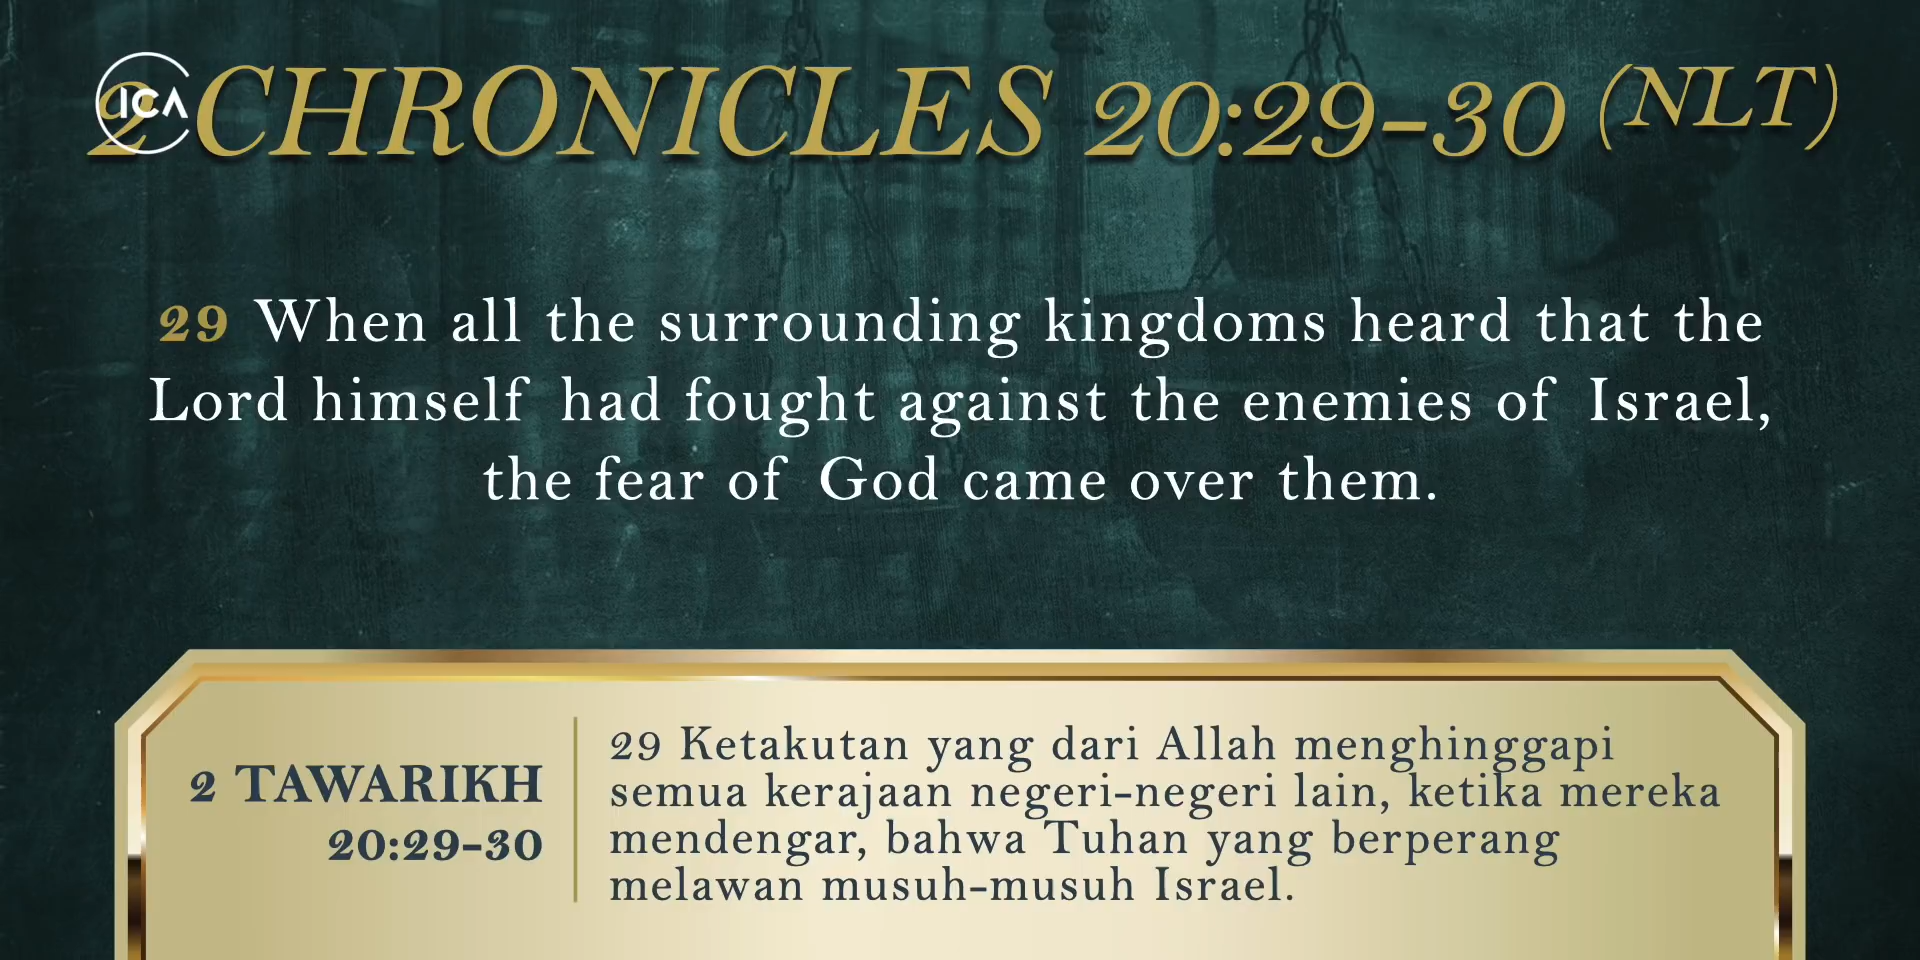 ICA
2 CHRONICLES 20:29-30 (NLT)
29 When all the surrounding kingdoms heard that the
Lord himself had fought against the enemies of Israel,
the fear of God came over them.
2 TAWARIKH
20:29-30
29 Ketakutan yang dari Allah menghinggapi
semua kerajaan negeri-negeri lain, ketika mereka
mendengar, bahwa Tuhan yang berperang
melawan musuh-musuh Israel.